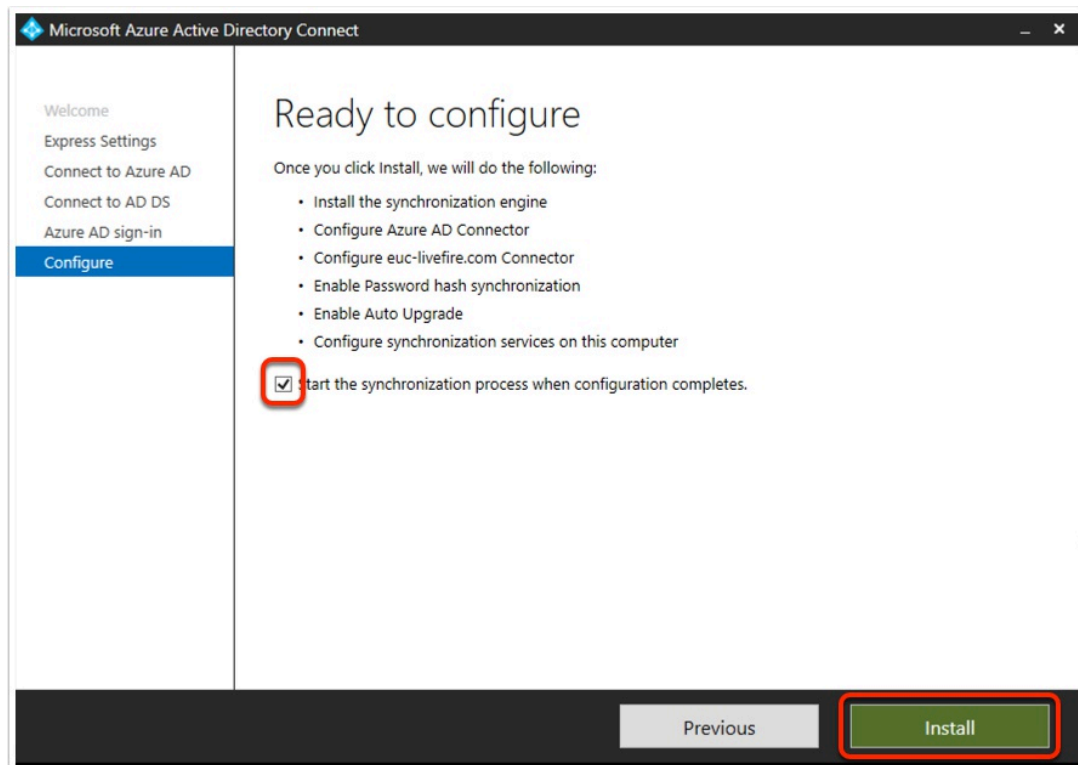 Microsoft Azure Active Directory Connect
Welcome
Express Settings
Connect to Azure AD
Connect to AD DS
Azure AD sign-in
Configure
Ready to configure
Once you click Install, we will do the following:
• Install the synchronization engine
• Configure Azure AD Connector
• Configure euc-livefire.com Connector
• Enable Password hash synchronization
• Enable Auto Upgrade
• Configure synchronization services on this computer
Start the synchronization process when configuration completes.
Previous
Install